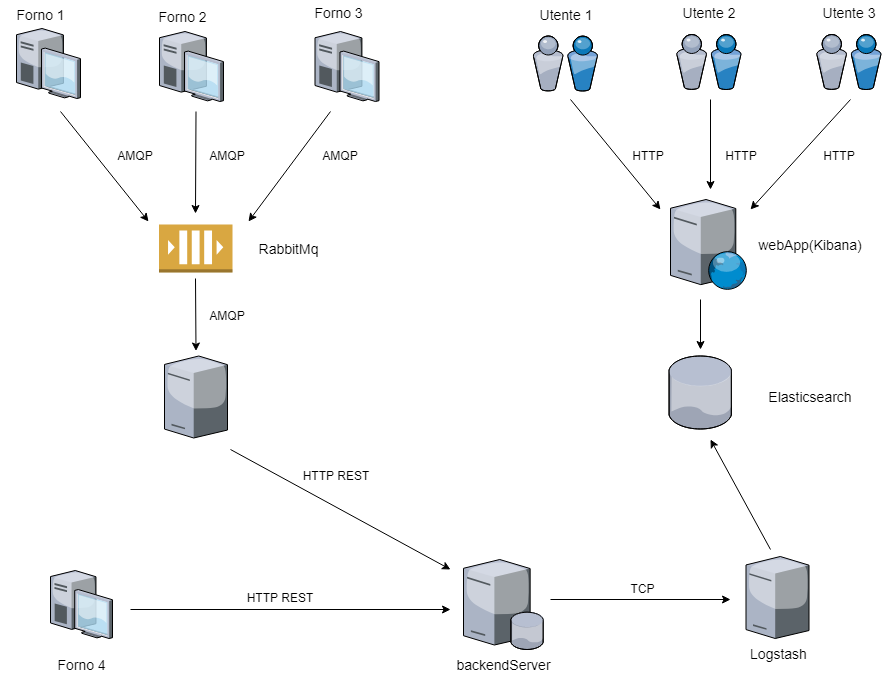 Forno 1
Forno 2
Forno 3
Utente 1
Utente 2
Utente 3
AMQP
AMQP
AMQP
HTTP
HTTP
HTTP
RabbitMq
webApp(Kibana)
AMQP
Elasticsearch
HTTP REST
HTTP REST
TCP
Forno 4
backendServer
Logstash